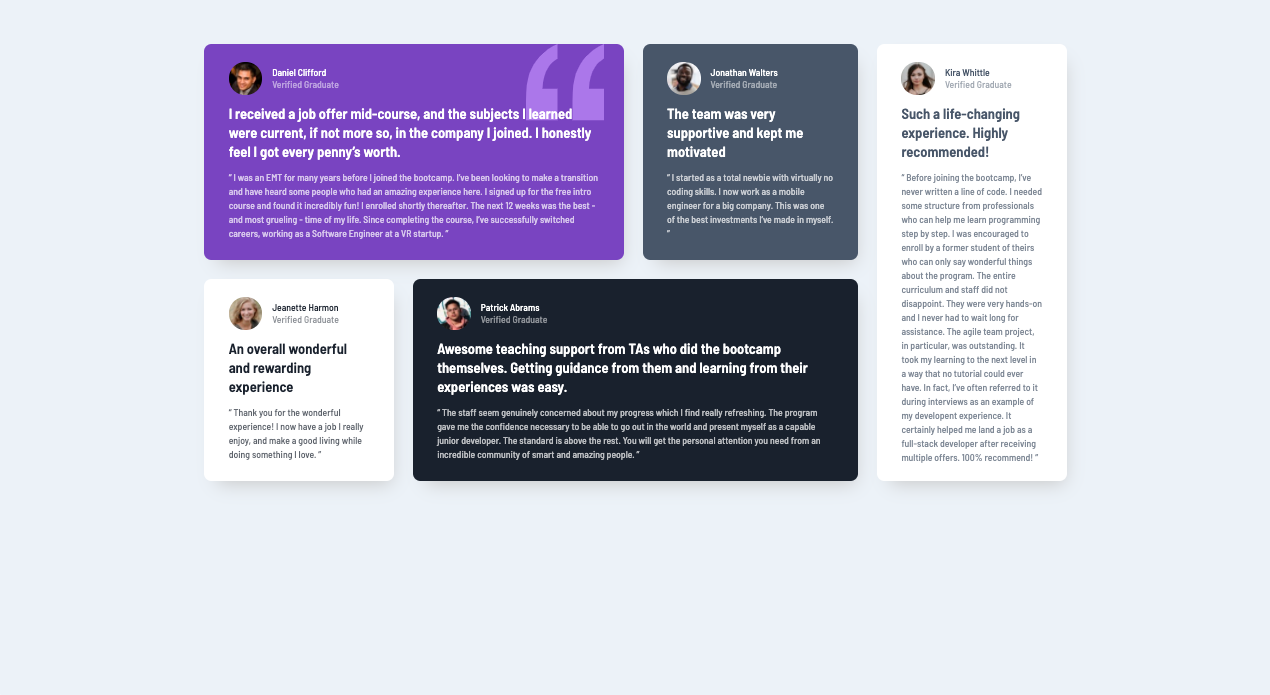 Daniel Clifford
Verified Graduate
I received a job offer mid-course, and the subjects I learned
were current, if not more so, in the company I joined. I honestly
feel I got every penny’s worth.
“ I was an EMT for many years before I joined the bootcamp. I’ve been looking to make a transition
and have heard some people who had an amazing experience here. I signed up for the free intro
course and found it incredibly fun! I enrolled shortly thereafter. The next 12 weeks was the best -
and most grueling - time of my life. Since completing the course, I’ve successfully switched
careers, working as a Software Engineer at a VR startup. ”
Jonathan Walters
Verified Graduate
The team was very
supportive and kept me
motivated
“ I started as a total newbie with virtually no
coding skills. I now work as a mobile
engineer for a big company. This was one
of the best investments I’ve made in myself.
”
Kira Whittle
Verified Graduate
Such a life-changing
experience. Highly
recommended!
“ Before joining the bootcamp, I’ve
never written a line of code. I needed
some structure from professionals
who can help me learn programming
step by step. I was encouraged to
enroll by a former student of theirs
who can only say wonderful things
about the program. The entire
curriculum and staff did not
disappoint. They were very hands-on
and I never had to wait long for
assistance. The agile team project,
in particular, was outstanding. It
took my learning to the next level in
a way that no tutorial could ever
have. In fact, I’ve often referred to it
during interviews as an example of
my developent experience. It
certainly helped me land a job as a
full-stack developer after receiving
multiple offers. 100% recommend! ”
Jeanette Harmon
Verified Graduate
An overall wonderful
and rewarding
experience
“ Thank you for the wonderful
experience! I now have a job I really
enjoy, and make a good living while
doing something I love. ”
Patrick Abrams
Verified Graduate
Awesome teaching support from TAs who did the bootcamp
themselves. Getting guidance from them and learning from their
experiences was easy.
“ The staff seem genuinely concerned about my progress which I find really refreshing. The program
gave me the confidence necessary to be able to go out in the world and present myself as a capable
junior developer. The standard is above the rest. You will get the personal attention you need from an
incredible community of smart and amazing people. ”